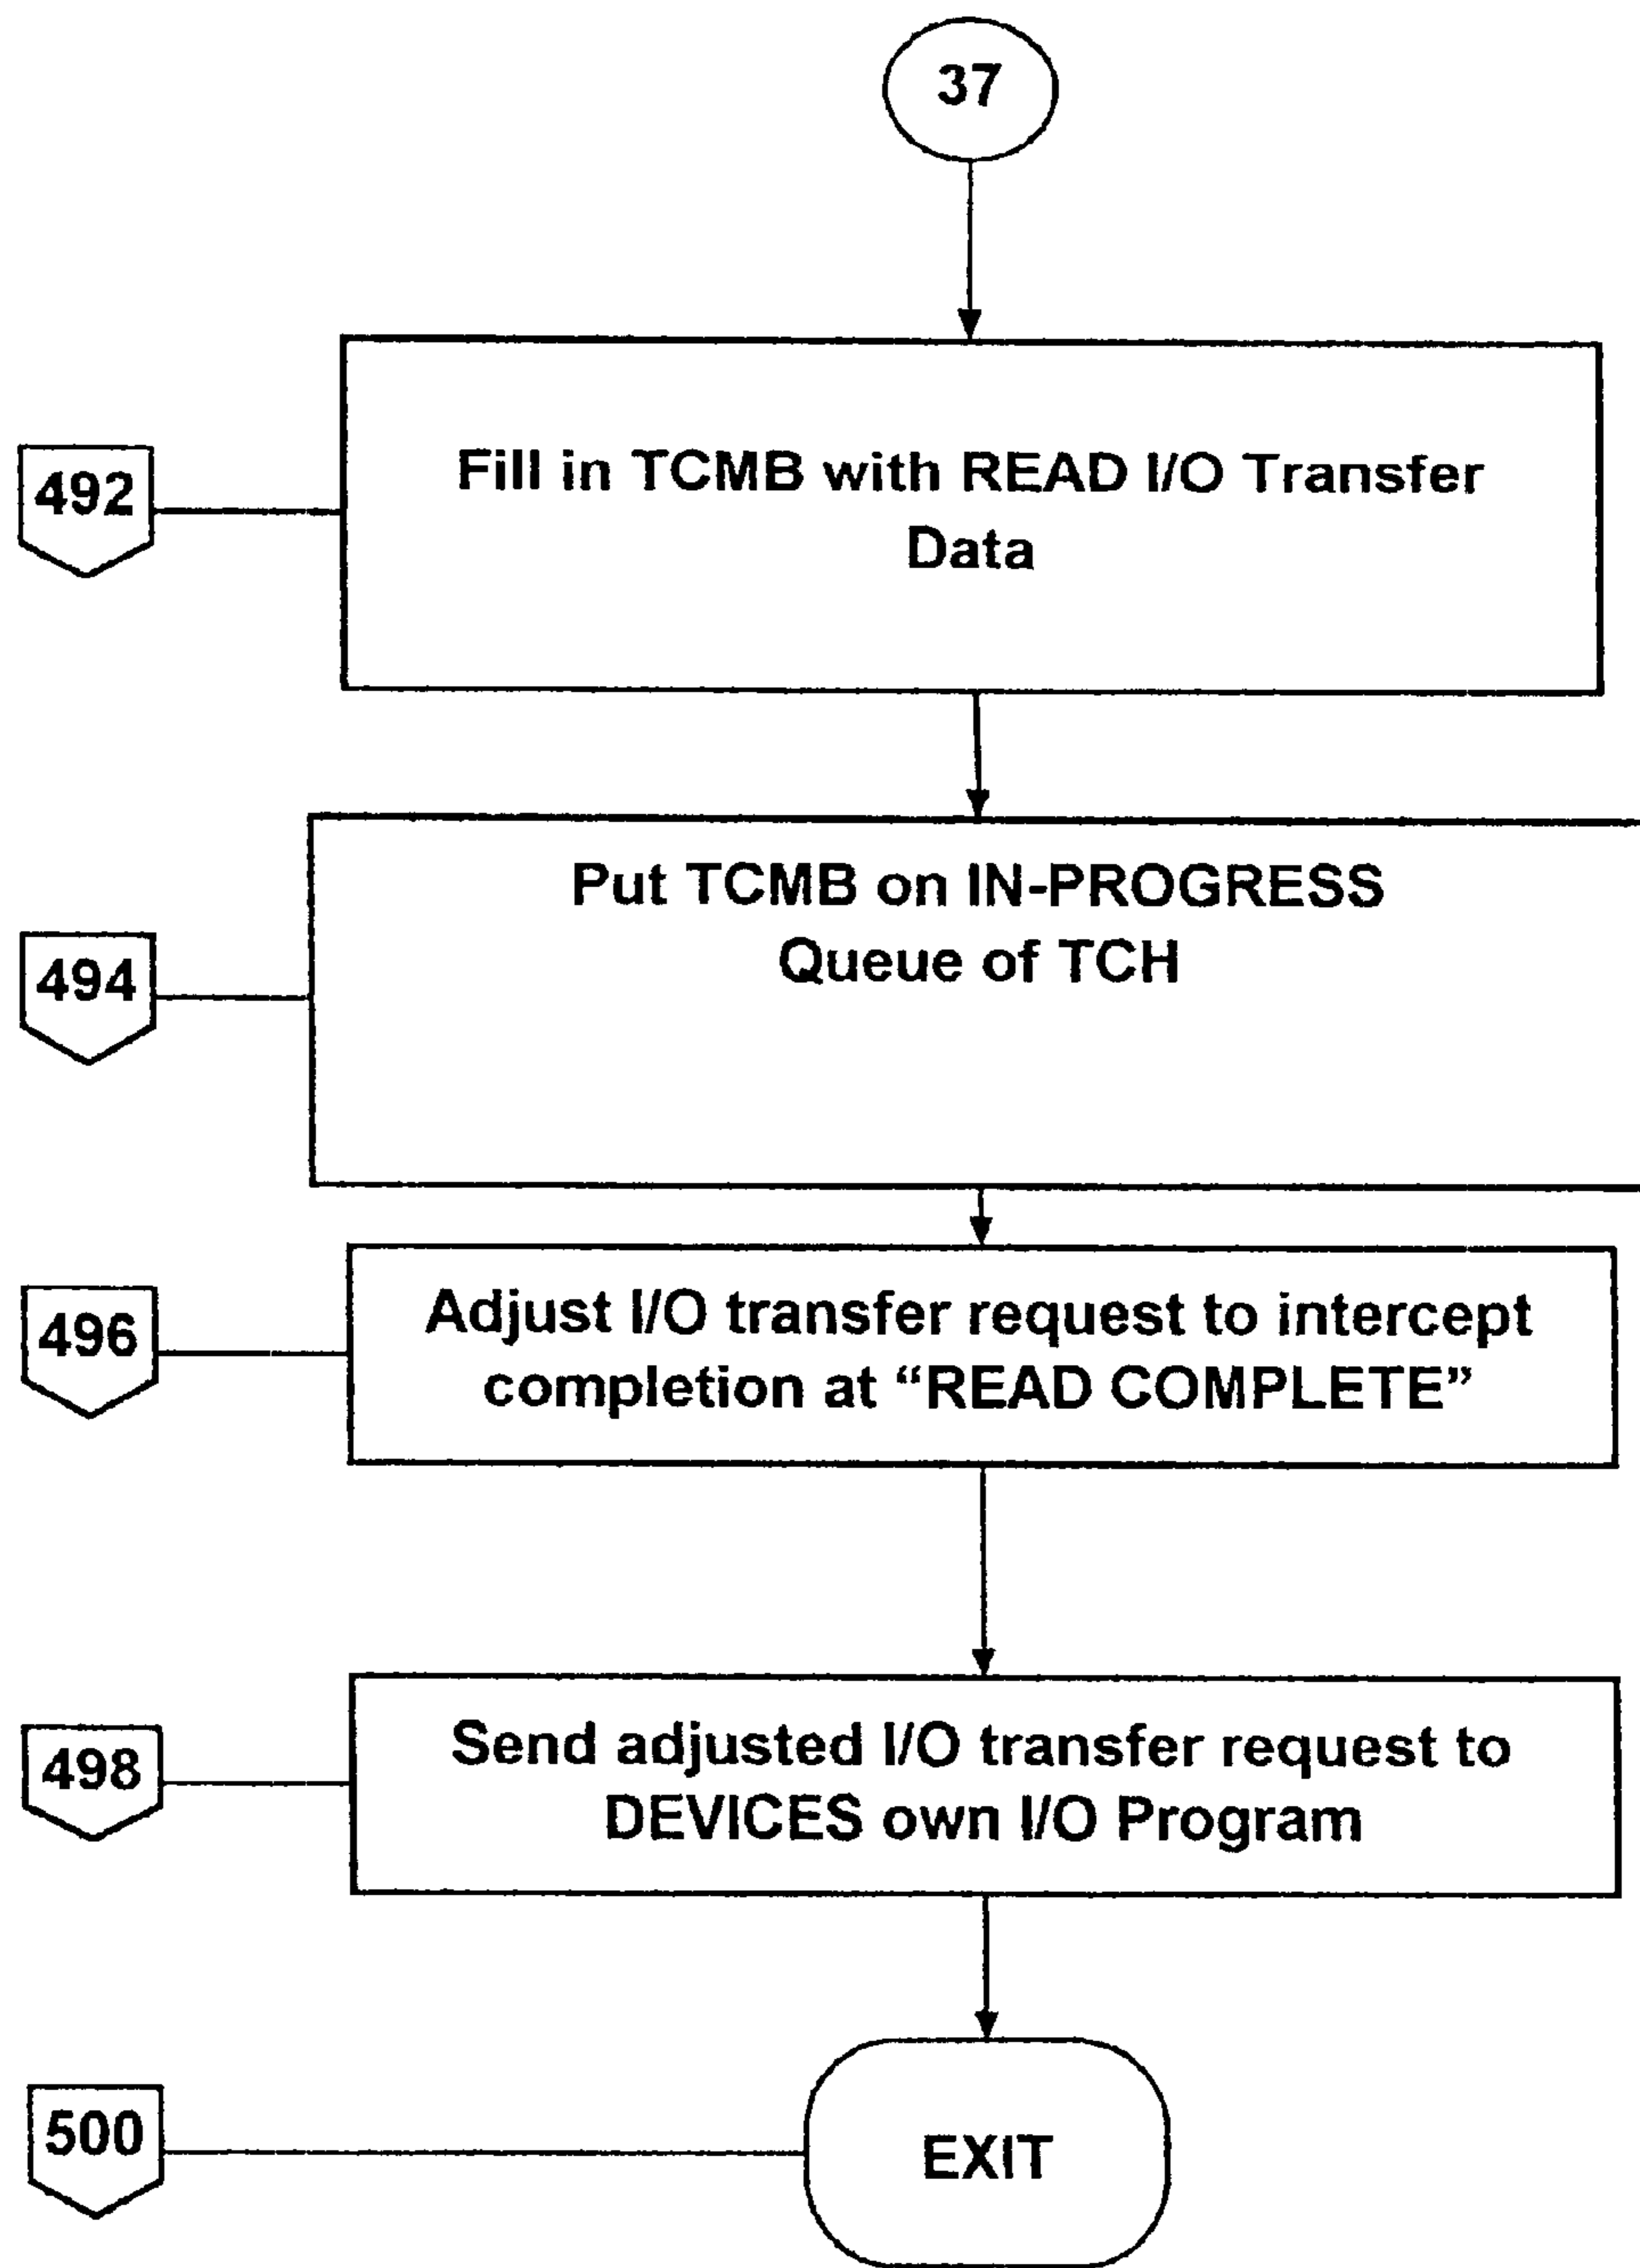 37
492
Fill in TCMB with READ I/O Transfer
Data
494
Put TCMB on IN-PROGRESS
Queue of TCH
496
Adjust I/O transfer request to intercept
completion at “READ COMPLETE”
498
Send adjusted I/O transfer request to
DEVICES own I/O Program
500
EXIT